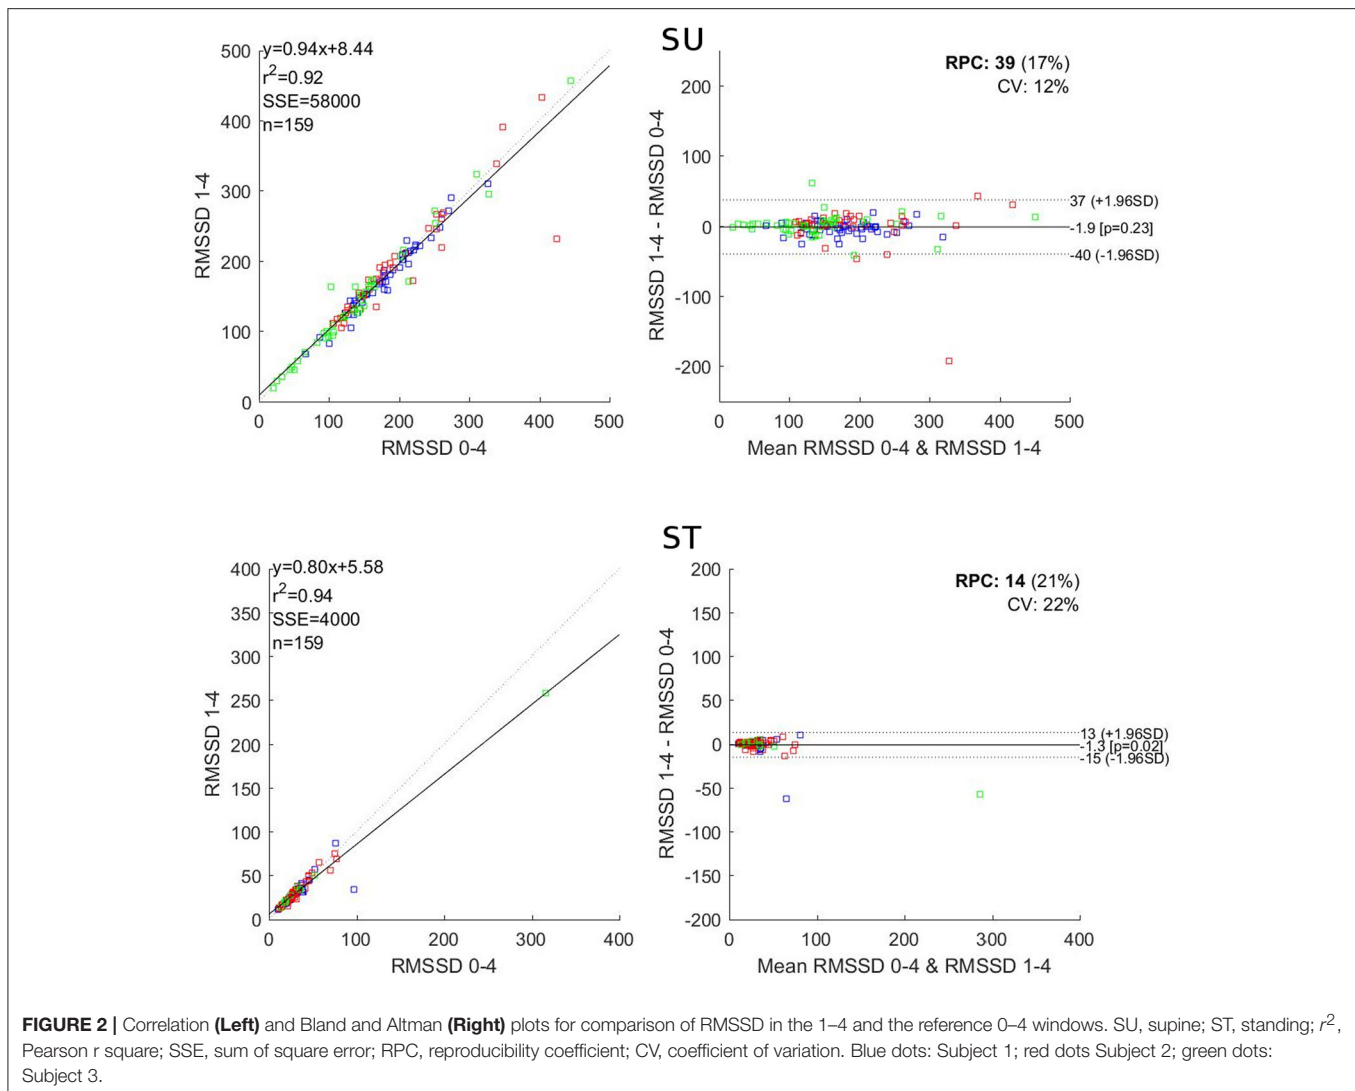 SU
y=0.94x+8.44
r²=0.92
SSE=58000
n=159
500
400
300
200
100
0
RMSSD 1-4
0 100 200 300 400 500
RMSSD 0-4
RPC: 39 (17%)
CV: 12%
200
100
0
-100
-200
RMSSD 1-4 - RMSSD 0-4
37 (+1.96SD)
-1.9 [p=0.23]
-40 (-1.96SD)
0 100 200 300 400 500
Mean RMSSD 0-4 & RMSSD 1-4
ST
y=0.80x+5.58
r²=0.94
SSE=4000
n=159
400
350
300
250
200
150
100
50
0
RMSSD 1-4
0 100 200 300 400
RMSSD 0-4
RPC: 14 (21%)
CV: 22%
200
150
100
50
0
-50
-100
-150
-200
RMSSD 1-4 - RMSSD 0-4
13 (+1.96SD)
-1.3 [p=0.02]
-15 (-1.96SD)
0 100 200 300 400
Mean RMSSD 0-4 & RMSSD 1-4
FIGURE 2 | Correlation (Left) and Bland and Altman (Right) plots for comparison of RMSSD in the 1–4 and the reference 0–4 windows. SU, supine; ST, standing; r²,
Pearson r square; SSE, sum of square error; RPC, reproducibility coefficient; CV, coefficient of variation. Blue dots: Subject 1; red dots Subject 2; green dots:
Subject 3.